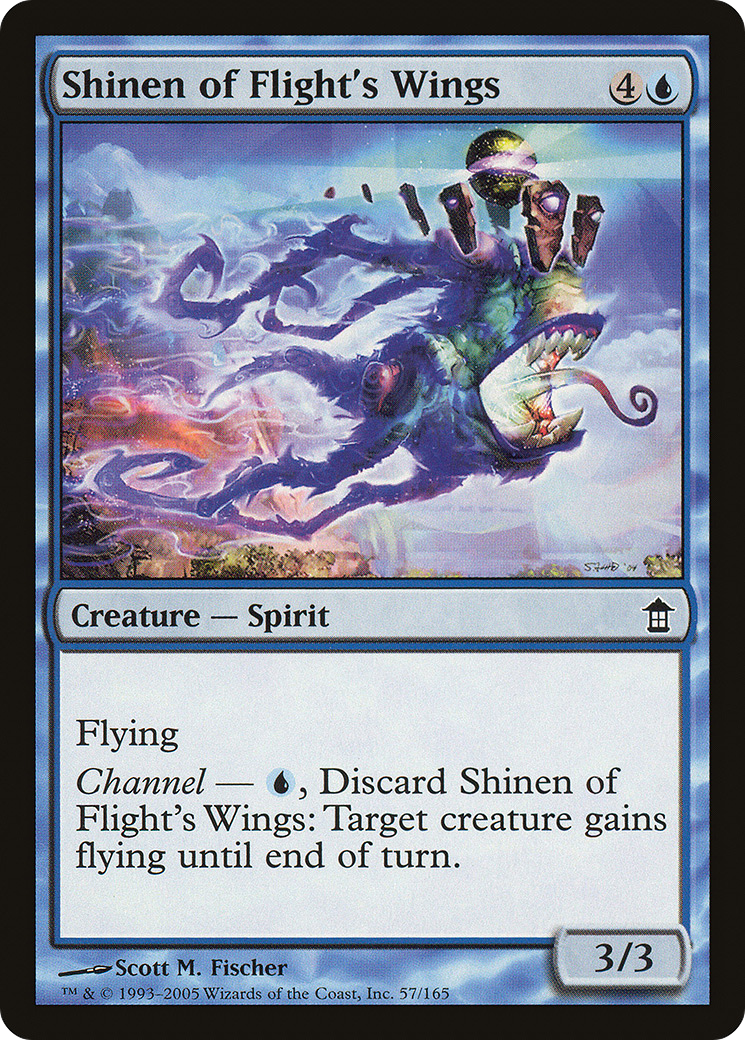 Shinen of Flight's Wings 4
Creature — Spirit
Flying
Channel — , Discard Shinen of
Flight's Wings: Target creature gains
flying until end of turn.
3/3
Scott M. Fischer
™ & © 1993–2005 Wizards of the Coast, Inc. 57/165